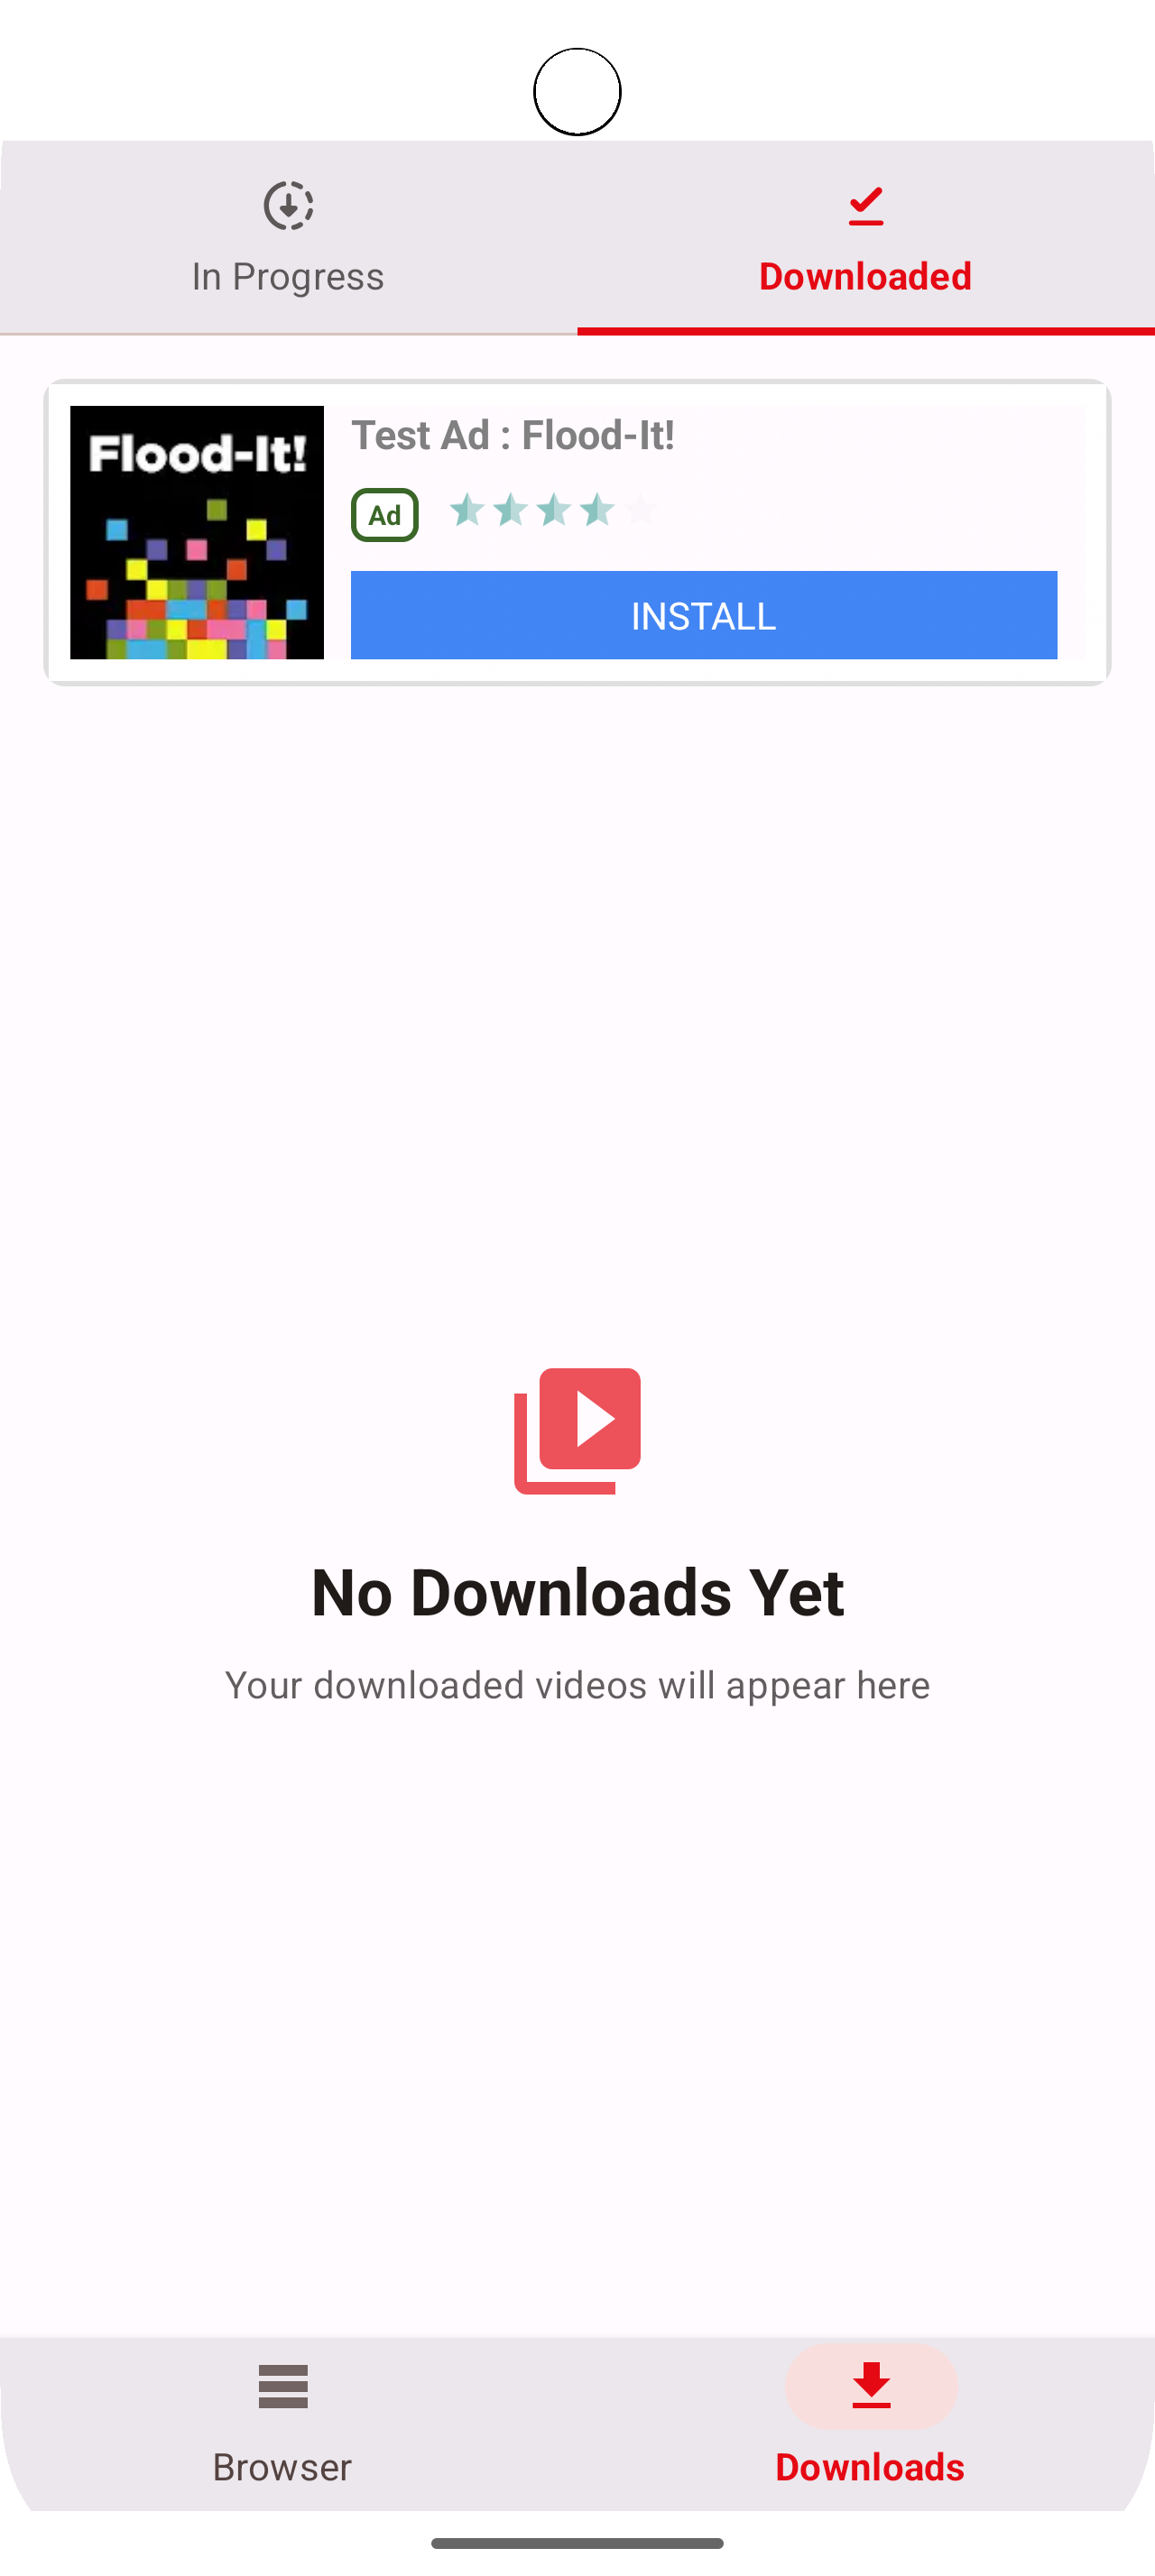 In Progress
Downloaded
Flood-It!
Test Ad : Flood-It!
Ad
INSTALL
No Downloads Yet
Your downloaded videos will appear here
Browser
Downloads